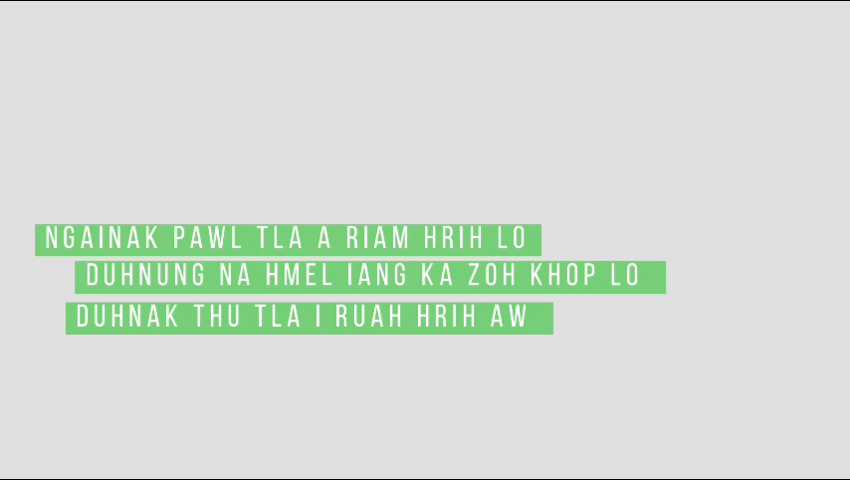 NGAINAK PAWL TLA A RIAM HRIH LO
DUHNUNG NA HMEL IANG KA ZOH KHOP LO
DUHNAK THU TLA I RUAH HRIH AW